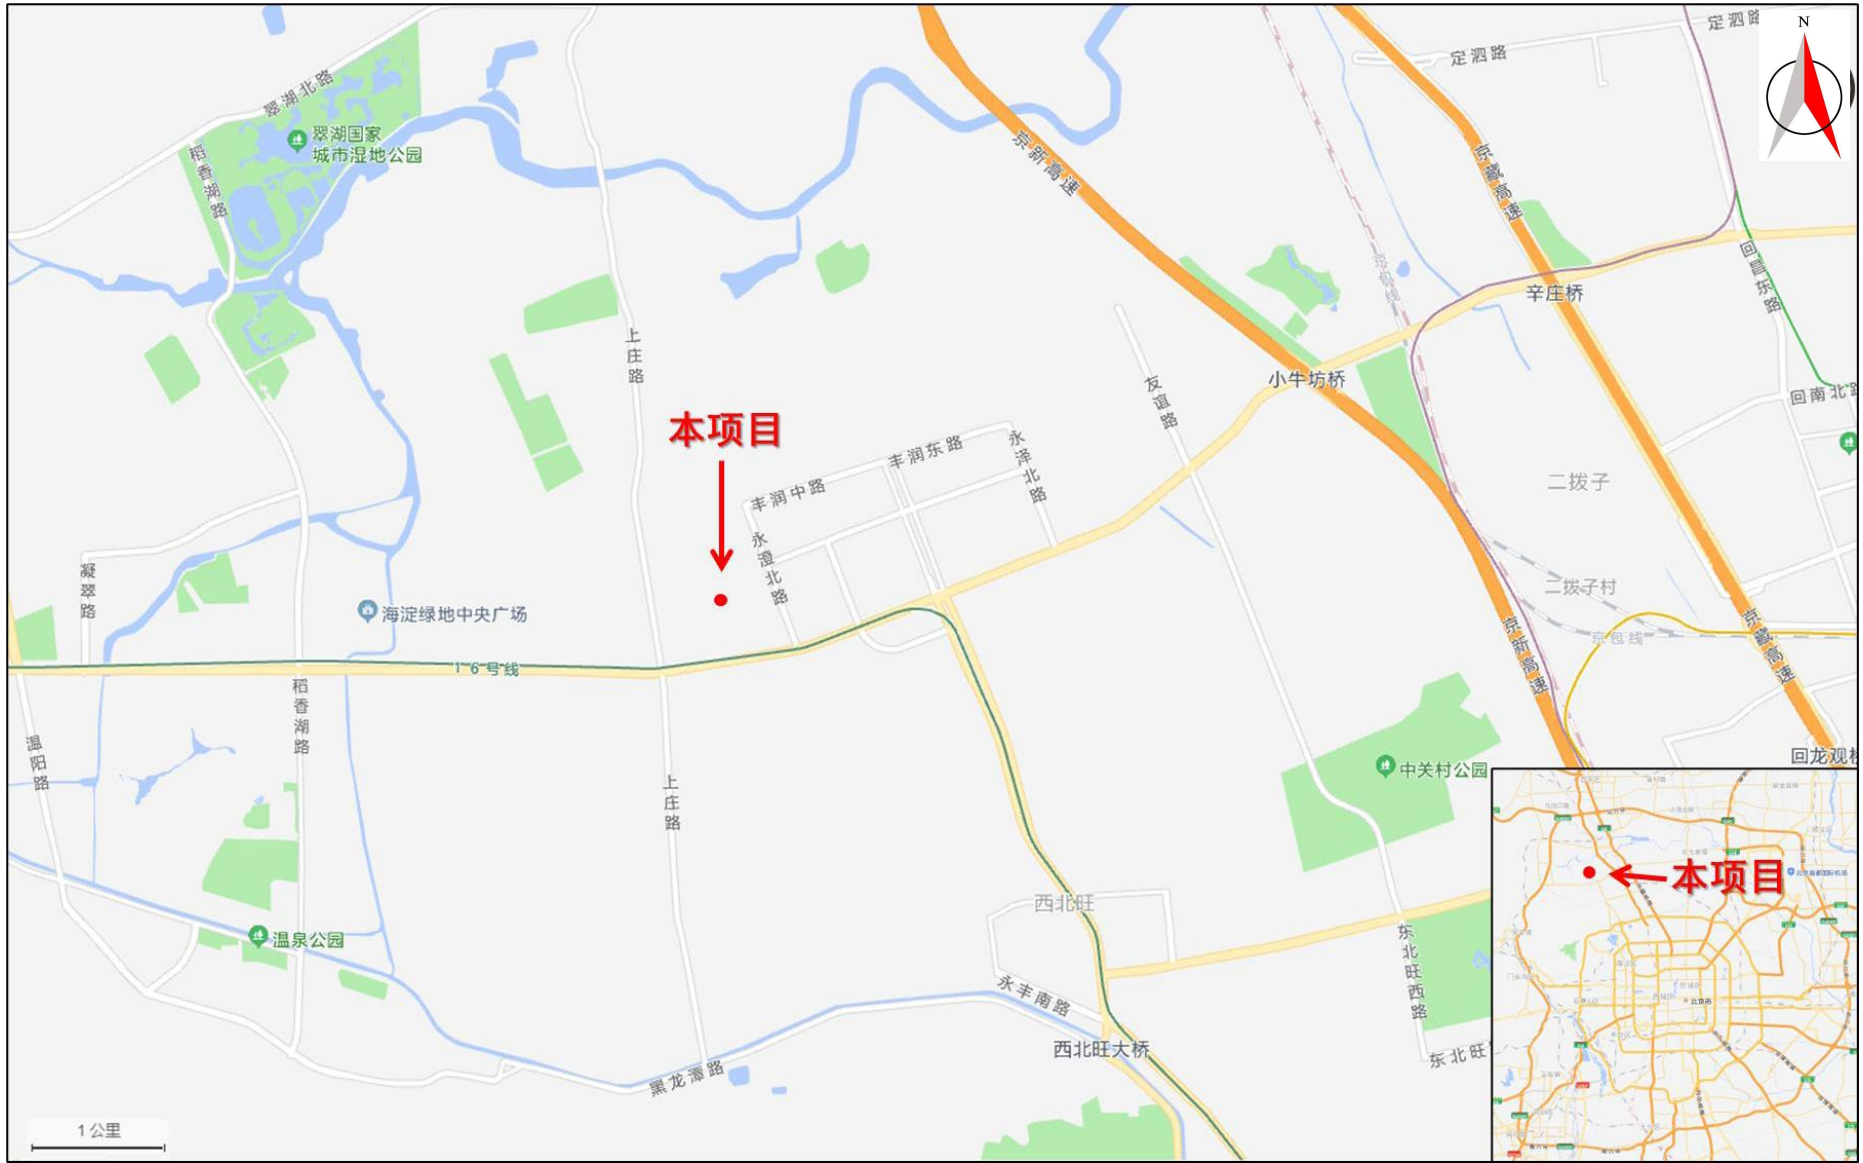 定泗路
N
定泗路
翠湖北路
翠湖国家
城市湿地公园
稻香湖路
京新高速
京藏高速
京包线
回昌东路
辛庄桥
上庄路
小牛坊桥
友谊路
回南北路
本项目
丰润东路
永泽北路
丰润中路
二拨子
永澄北路
凝翠路
海淀绿地中央广场
二拨子村
京包线
京新高速
京藏高速
16号线
稻香湖路
温阳路
中关村公园
回龙观桥
上庄路
本项目
西北旺
温泉公园
东北旺西路
永丰南路
西北旺大桥
东北旺
黑龙潭路
北京市
1公里